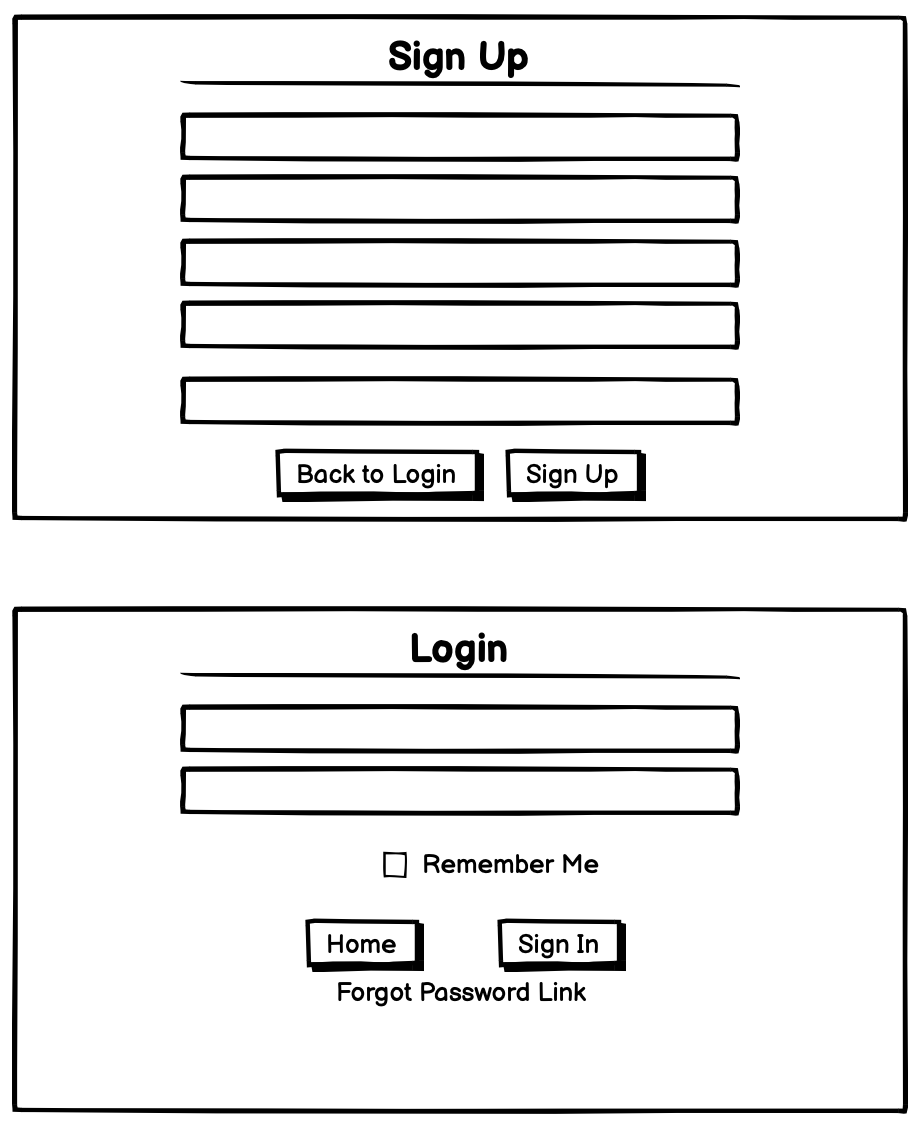 Sign Up
Back to Login Sign Up
Login
Remember Me
Home Sign In
Forgot Password Link